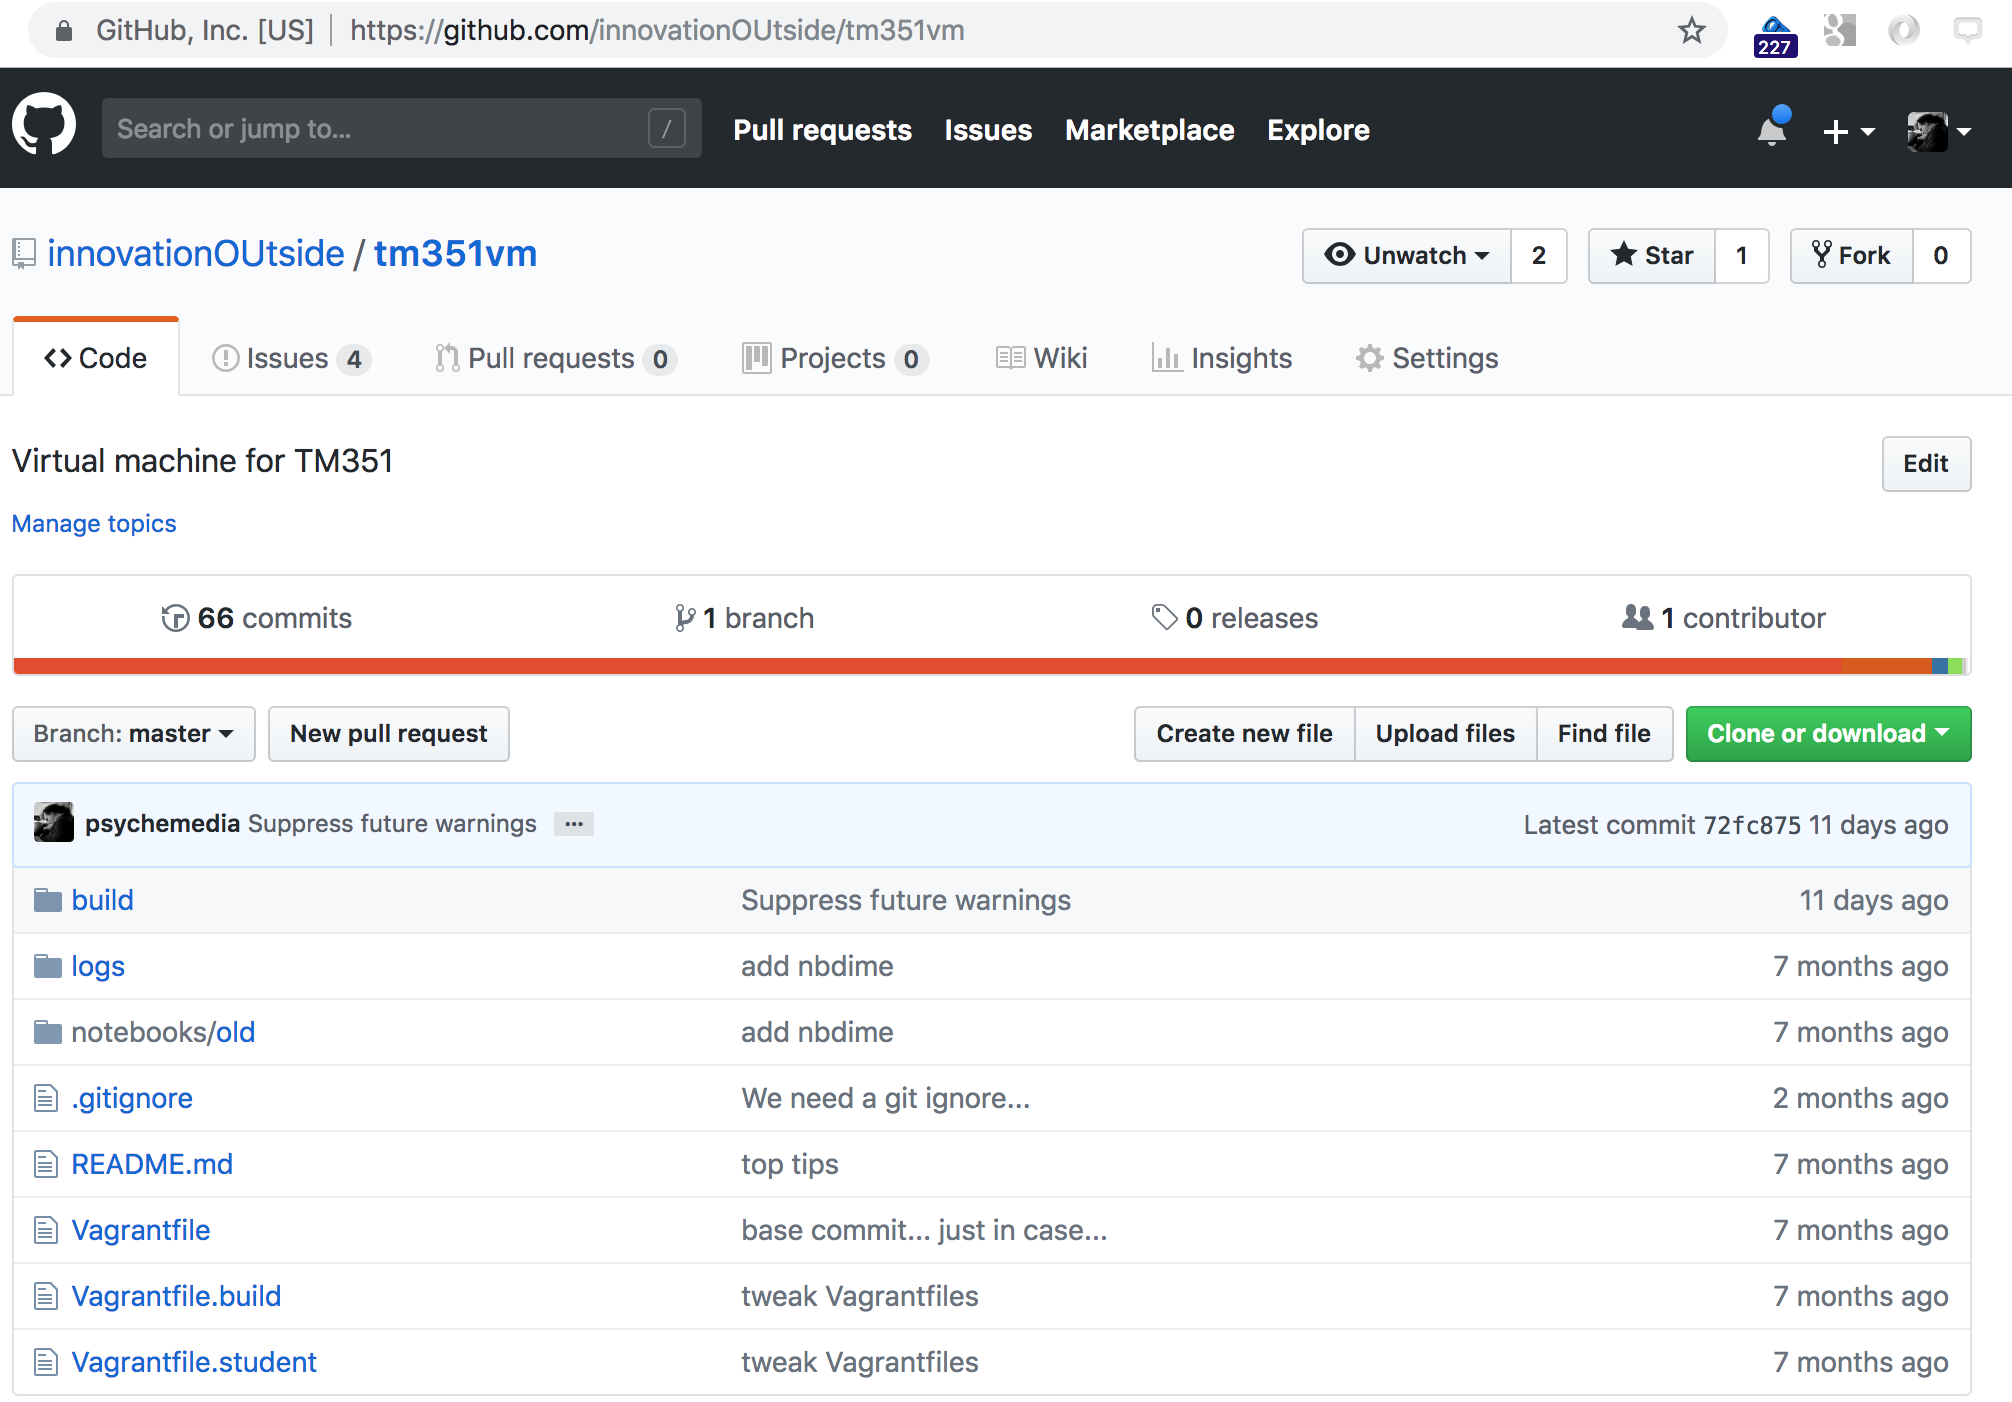 GitHub, Inc. [US] | https://github.com/innovationOUtside/tm351vm
227
Search or jump to... / Pull requests Issues Marketplace Explore
innovationOUtside / tm351vm Unwatch 2 Star 1 Fork 0
Code Issues 4 Pull requests 0 Projects 0 Wiki Insights Settings
Virtual machine for TM351 Edit
Manage topics
66 commits 1 branch 0 releases 1 contributor
Branch: master New pull request Create new file Upload files Find file Clone or download
psychemedia Suppress future warnings ... Latest commit 72fc875 11 days ago
build Suppress future warnings 11 days ago
logs add nbdime 7 months ago
notebooks/old add nbdime 7 months ago
.gitignore We need a git ignore... 2 months ago
README.md top tips 7 months ago
Vagrantfile base commit... just in case... 7 months ago
Vagrantfile.build tweak Vagrantfiles 7 months ago
Vagrantfile.student tweak Vagrantfiles 7 months ago